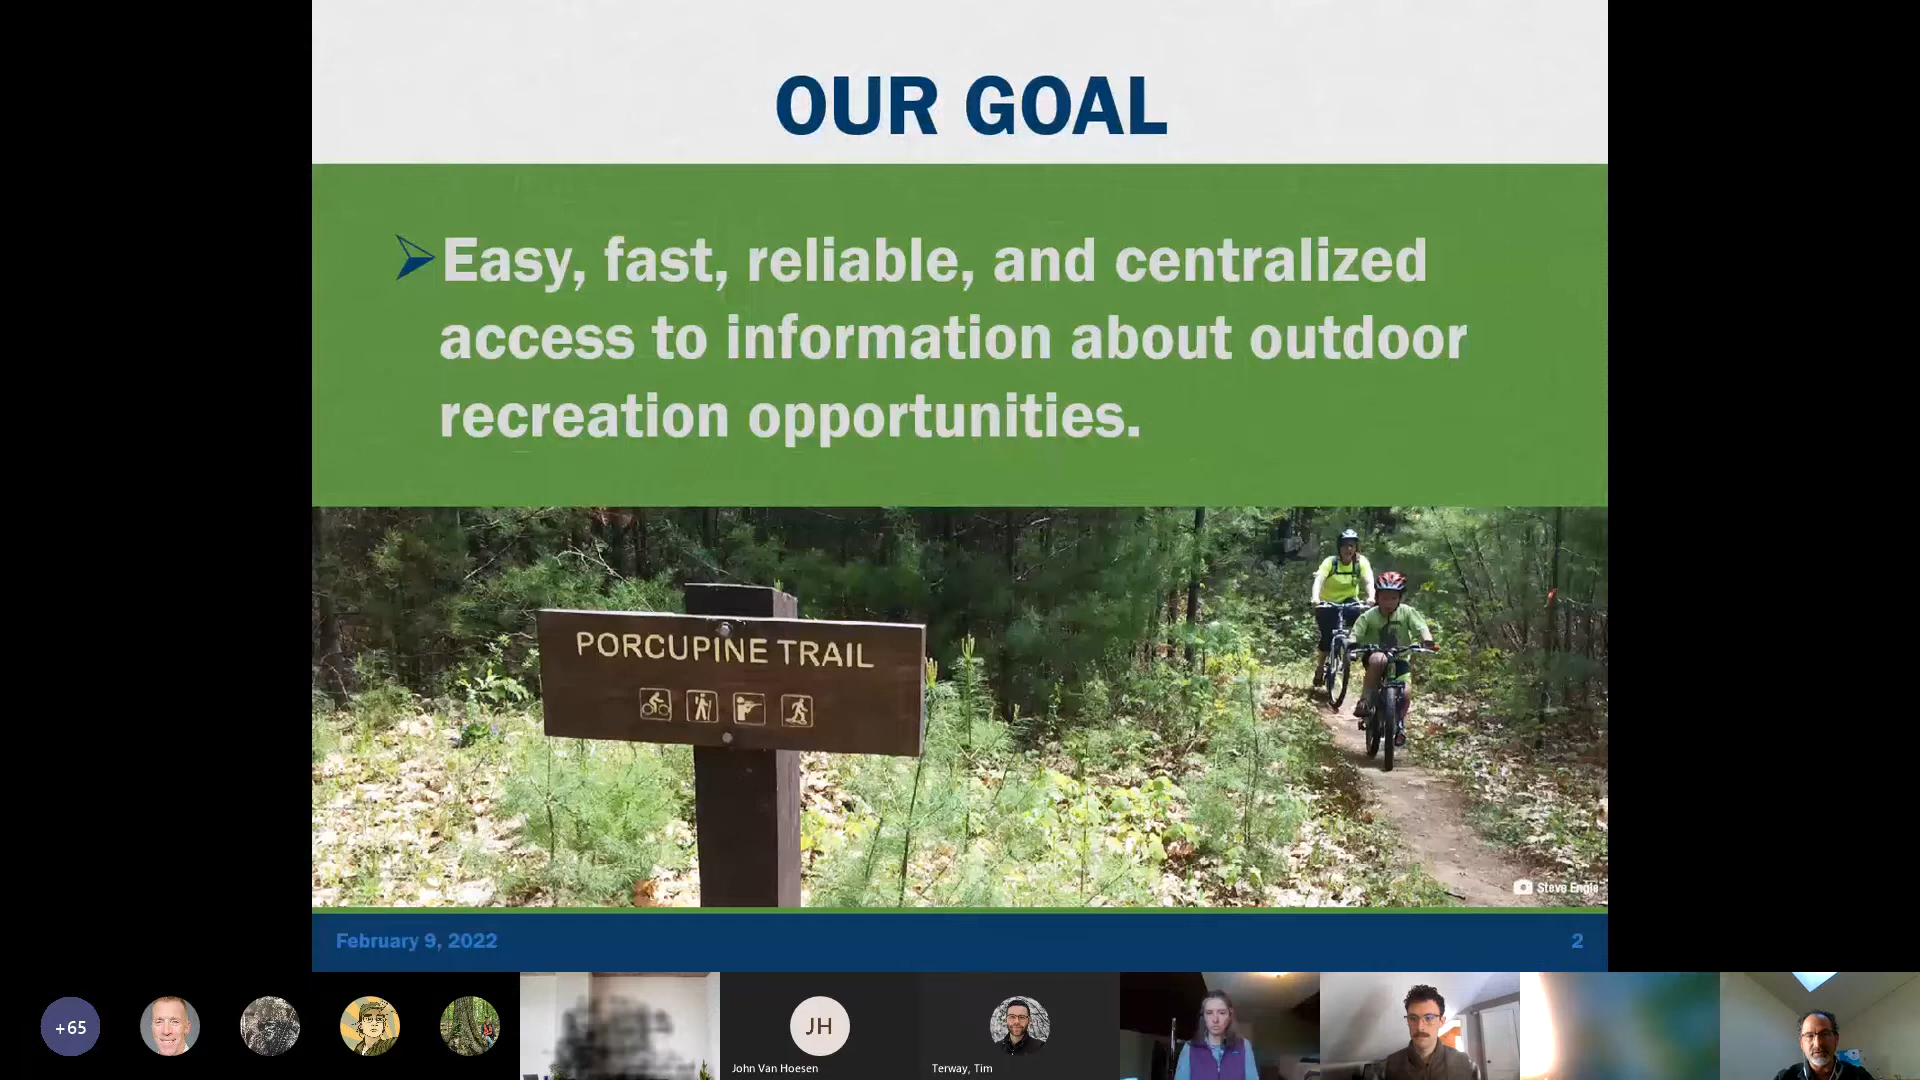 OUR GOAL
Easy, fast, reliable, and centralized
access to information about outdoor
recreation opportunities.
PORCUPINE TRAIL
Steve Engle
February 9, 2022
2
+65
JH
John Van Hoesen
Terway, Tim